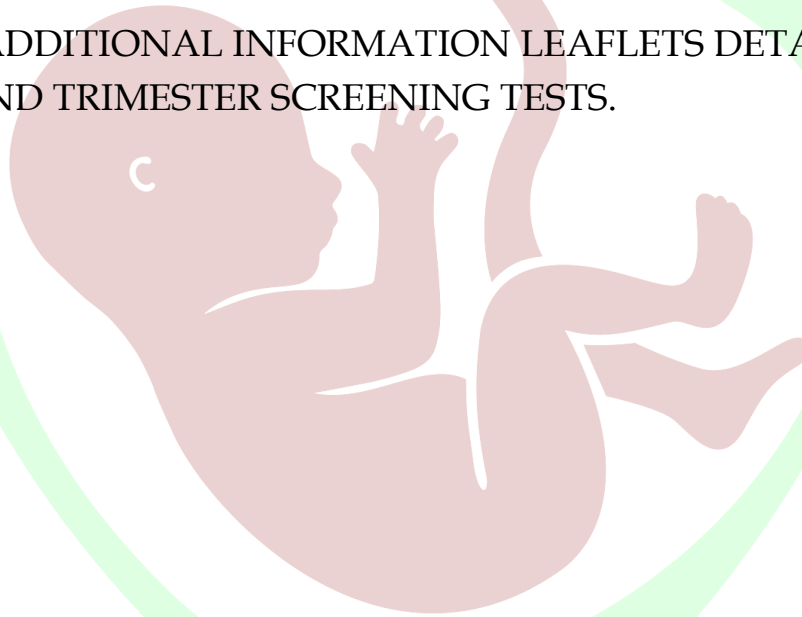 ADDITIONAL INFORMATION LEAFLETS DETA
ND TRIMESTER SCREENING TESTS.